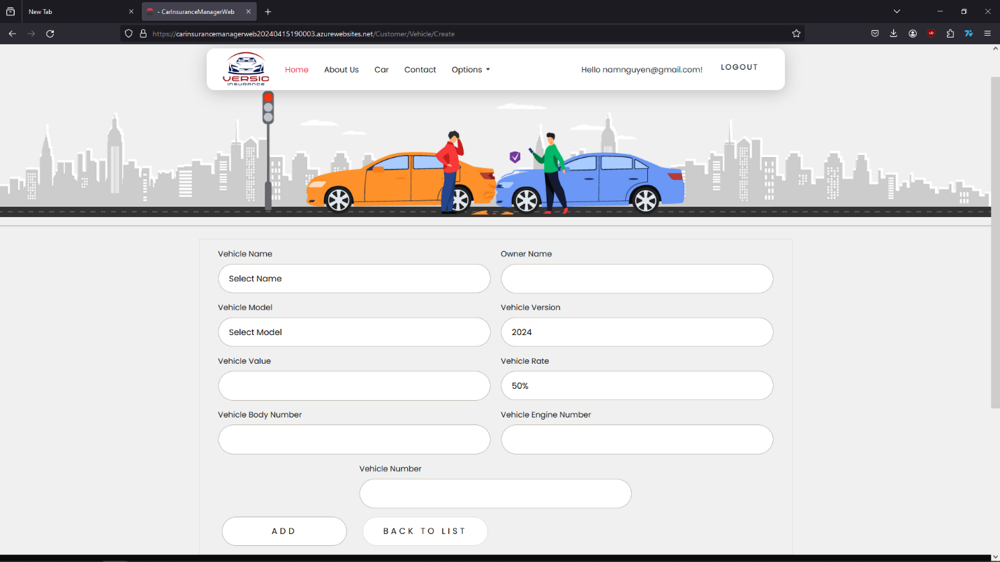 New Tab
- CarInsuranceManagerWeb
https://carinsurancemanagerweb20240415190003.azurewebsites.net/Customer/Vehicle/Create
VERSIC
INSURANCE
Home
About Us
Car
Contact
Options
Hello namnguyen@gmail.com!
LOGOUT
Vehicle Name
Owner Name
Select Name
Vehicle Model
Vehicle Version
Select Model
2024
Vehicle Value
Vehicle Rate
50%
Vehicle Body Number
Vehicle Engine Number
Vehicle Number
ADD
BACK TO LIST